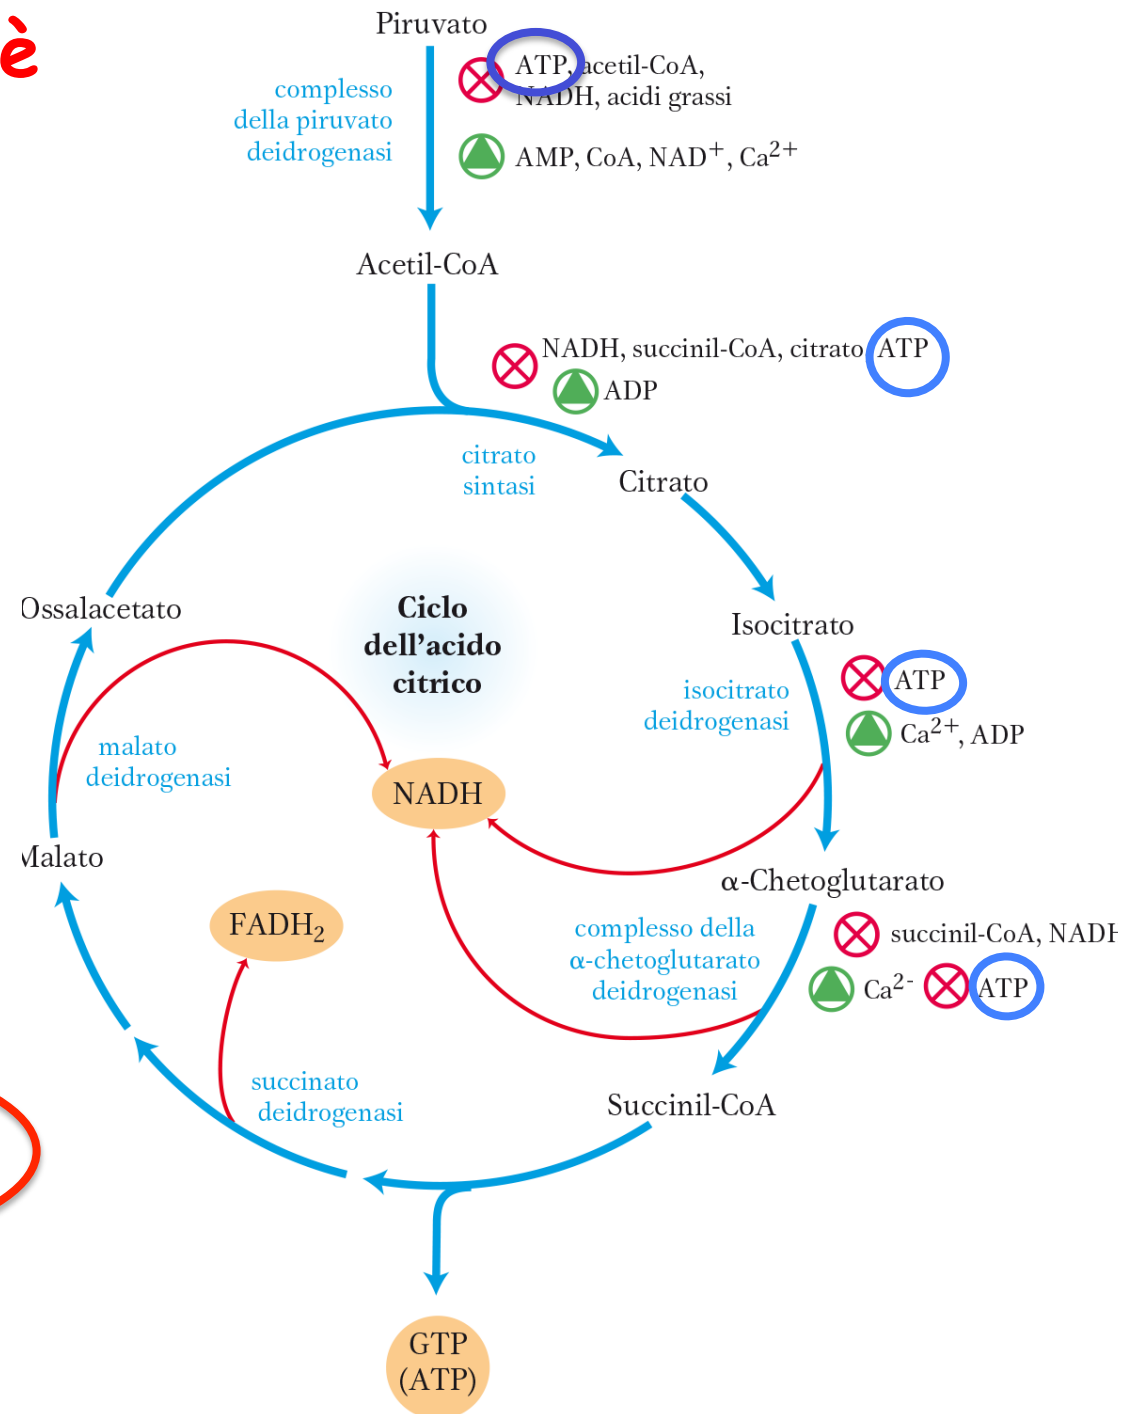 è
Piruvato
complesso
della piruvato
deidrogenasi
ATP, acetil-CoA,
NADH, acidi grassi
AMP, CoA, NAD⁺, Ca²⁺
Acetil-CoA
NADH, succinil-CoA, citrato ATP
ADP
citrato
sintasi
Citrato
Ossalacetato
Ciclo
dell'acido
citrico
Isocitrato
isocitrato
deidrogenasi
ATP
Ca²⁺, ADP
malato
deidrogenasi
NADH
Malato
α-Chetoglutarato
FADH₂
complesso della
α-chetoglutarato
deidrogenasi
succinil-CoA, NADH
Ca²⁻ ATP
succinato
deidrogenasi
Succinil-CoA
GTP
(ATP)